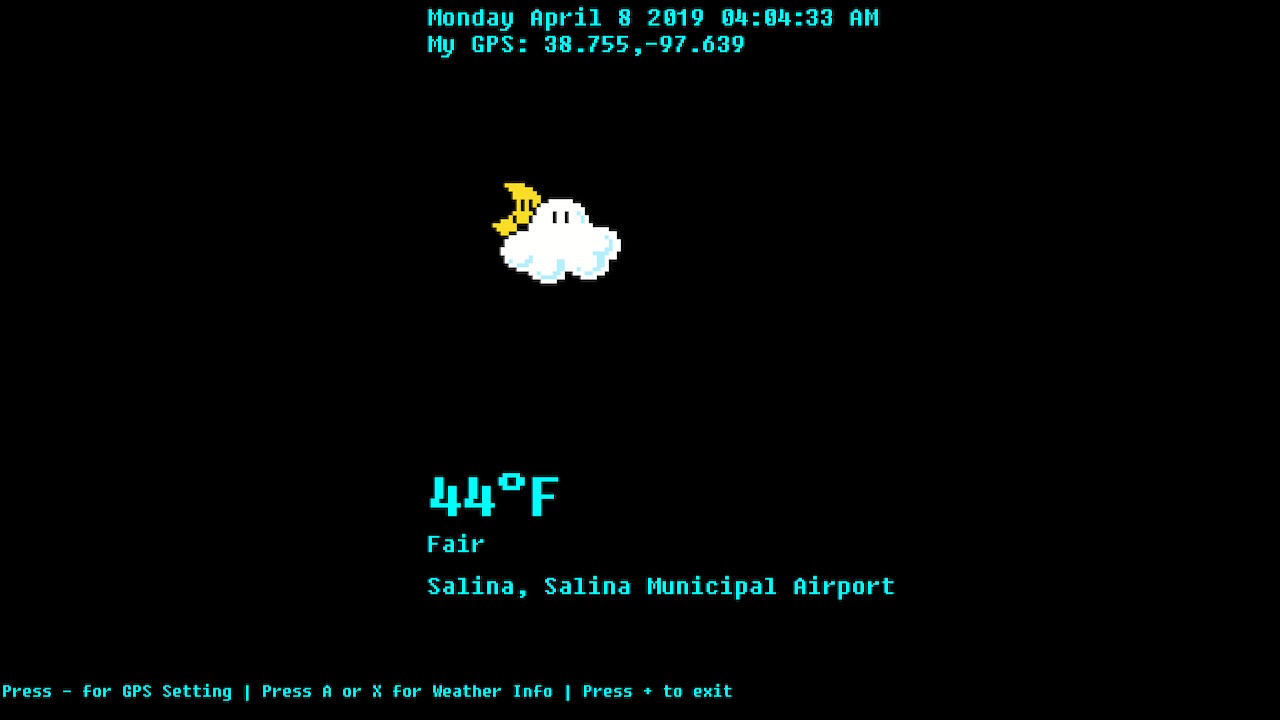 Monday April 8 2019 04:04:33 AM
My GPS: 38.755,-97.639
44°F
Fair
Salina, Salina Municipal Airport
Press - for GPS Setting | Press A or X for Weather Info | Press + to exit